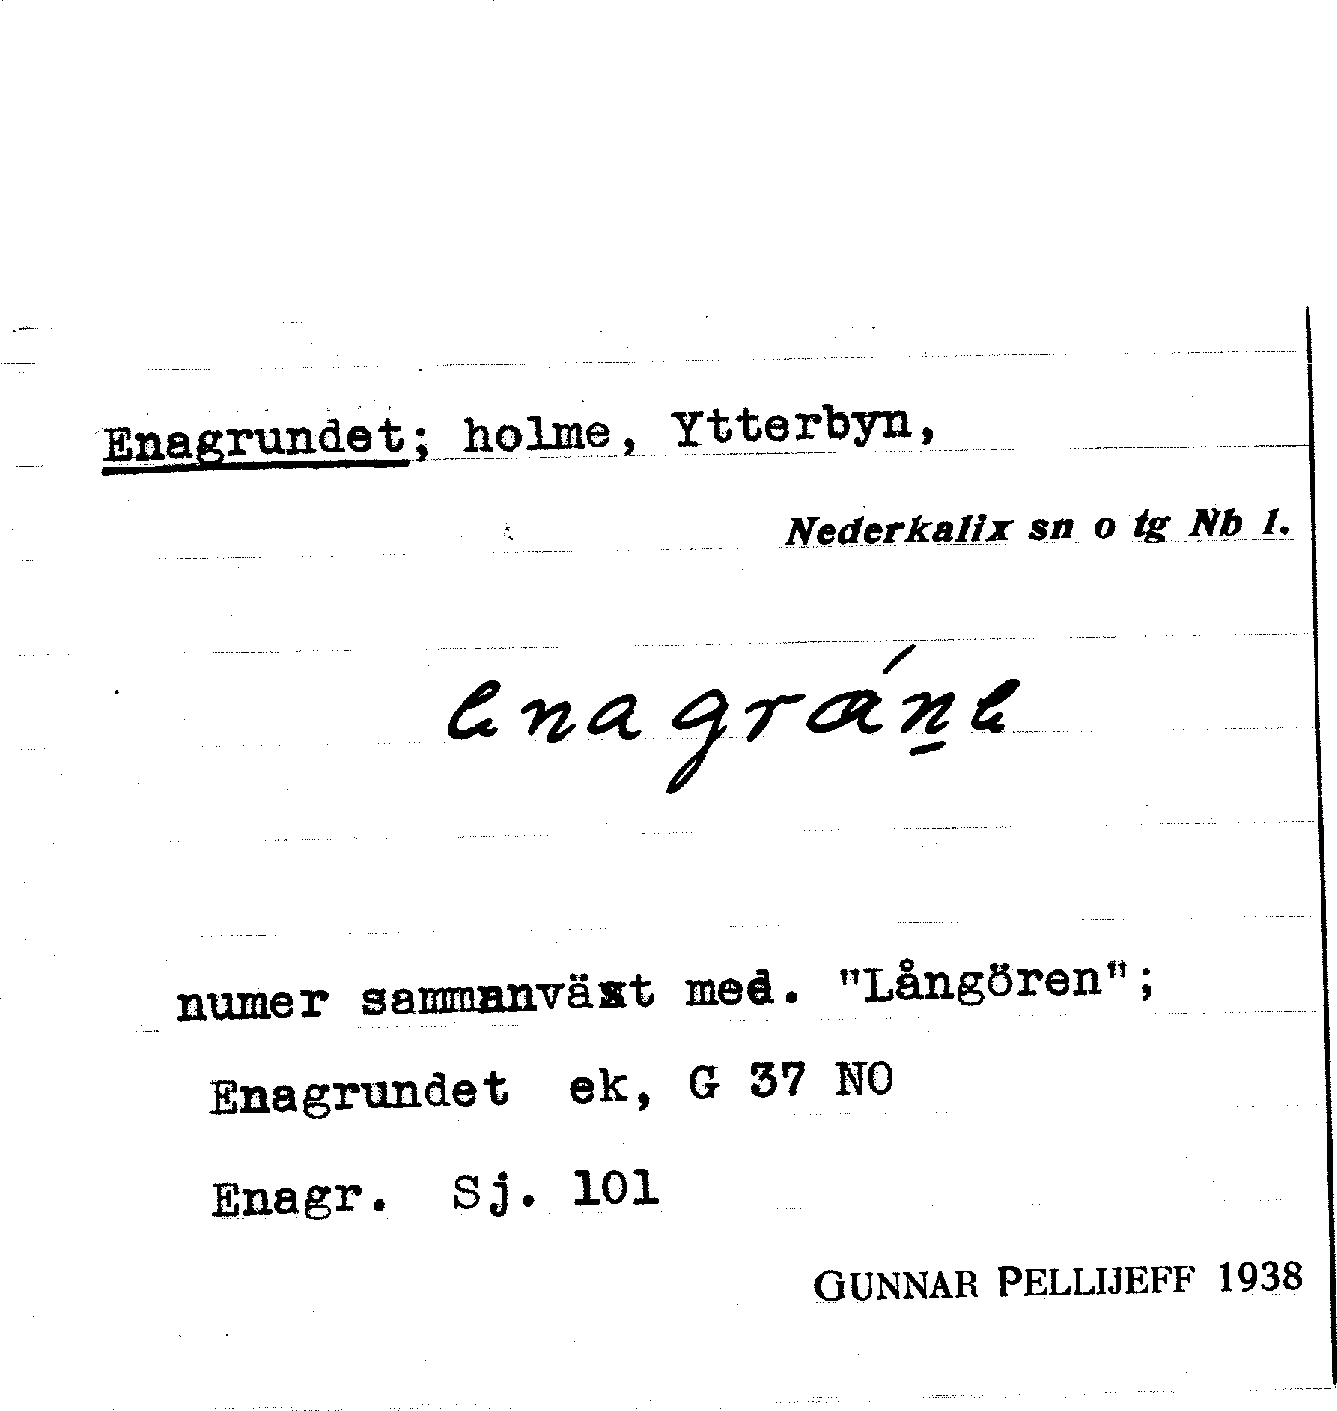 Enagrundet; holme, Ytterbyn,
Nederkalix sn o tg Nb 1.
numer sammanväxt med. "Långören";
Enagrundet ek, G 37 NO
Enagr. Sj. 101
GUNNAR PELLIJEFF 1938